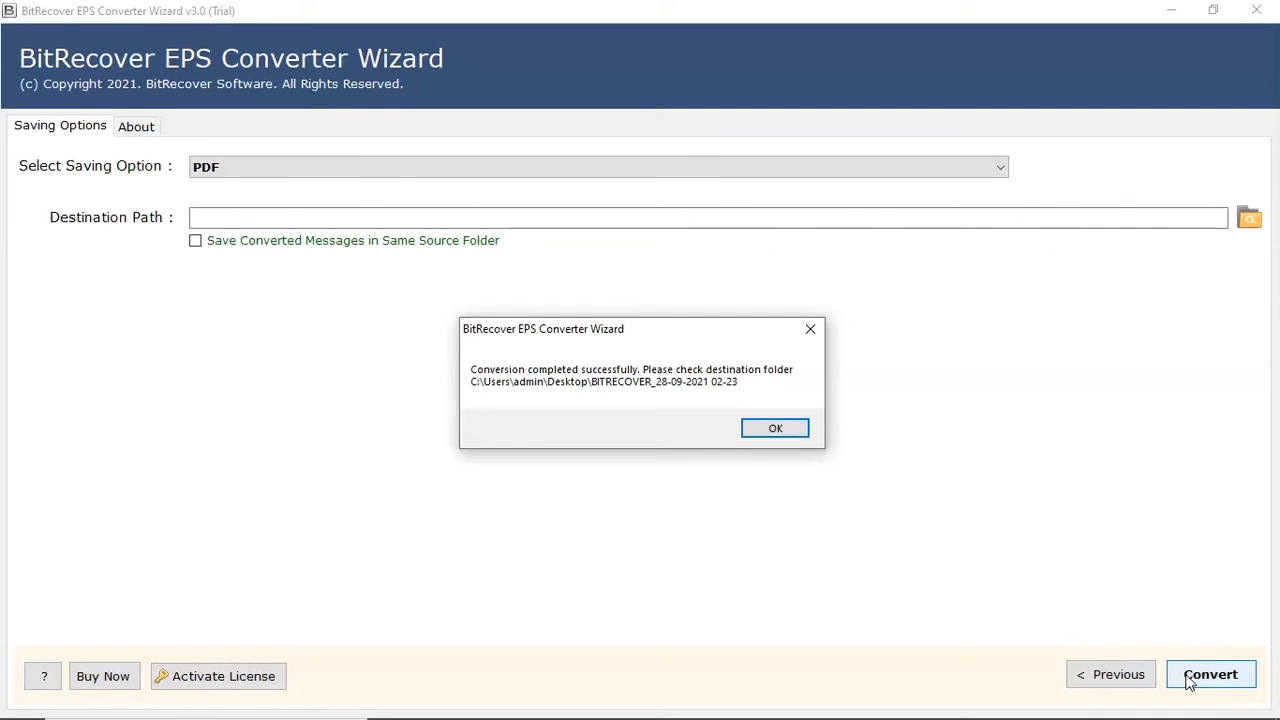 BitRecover EPS Converter Wizard v3.0 (Trial)
BitRecover EPS Converter Wizard
(c) Copyright 2021. BitRecover Software. All Rights Reserved.
Saving Options
About
Select Saving Option :
PDF
Destination Path :
Save Converted Messages in Same Source Folder
BitRecover EPS Converter Wizard
Conversion completed successfully. Please check destination folder
C:\Users\admin\Desktop\BITRECOVER_28-09-2021 02-23
OK
?
Buy Now
Activate License
< Previous
Convert